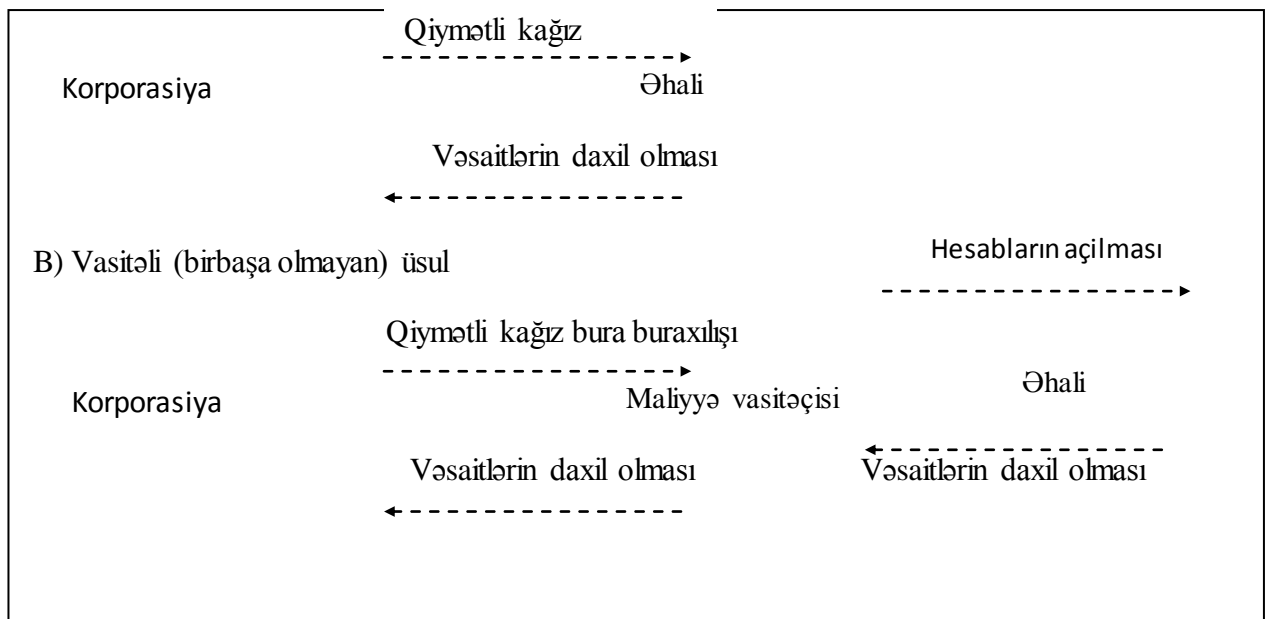 Qiymətli kağız
Korporasiya
Əhali
Vəsaitlərin daxil olması
B) Vasitəli (birbaşa olmayan) üsul
Hesabların açilması
Qiymətli kağız bura buraxılışı
Korporasiya
Maliyyə vasitəçisi
Əhali
Vəsaitlərin daxil olması
Vəsaitlərin daxil olması